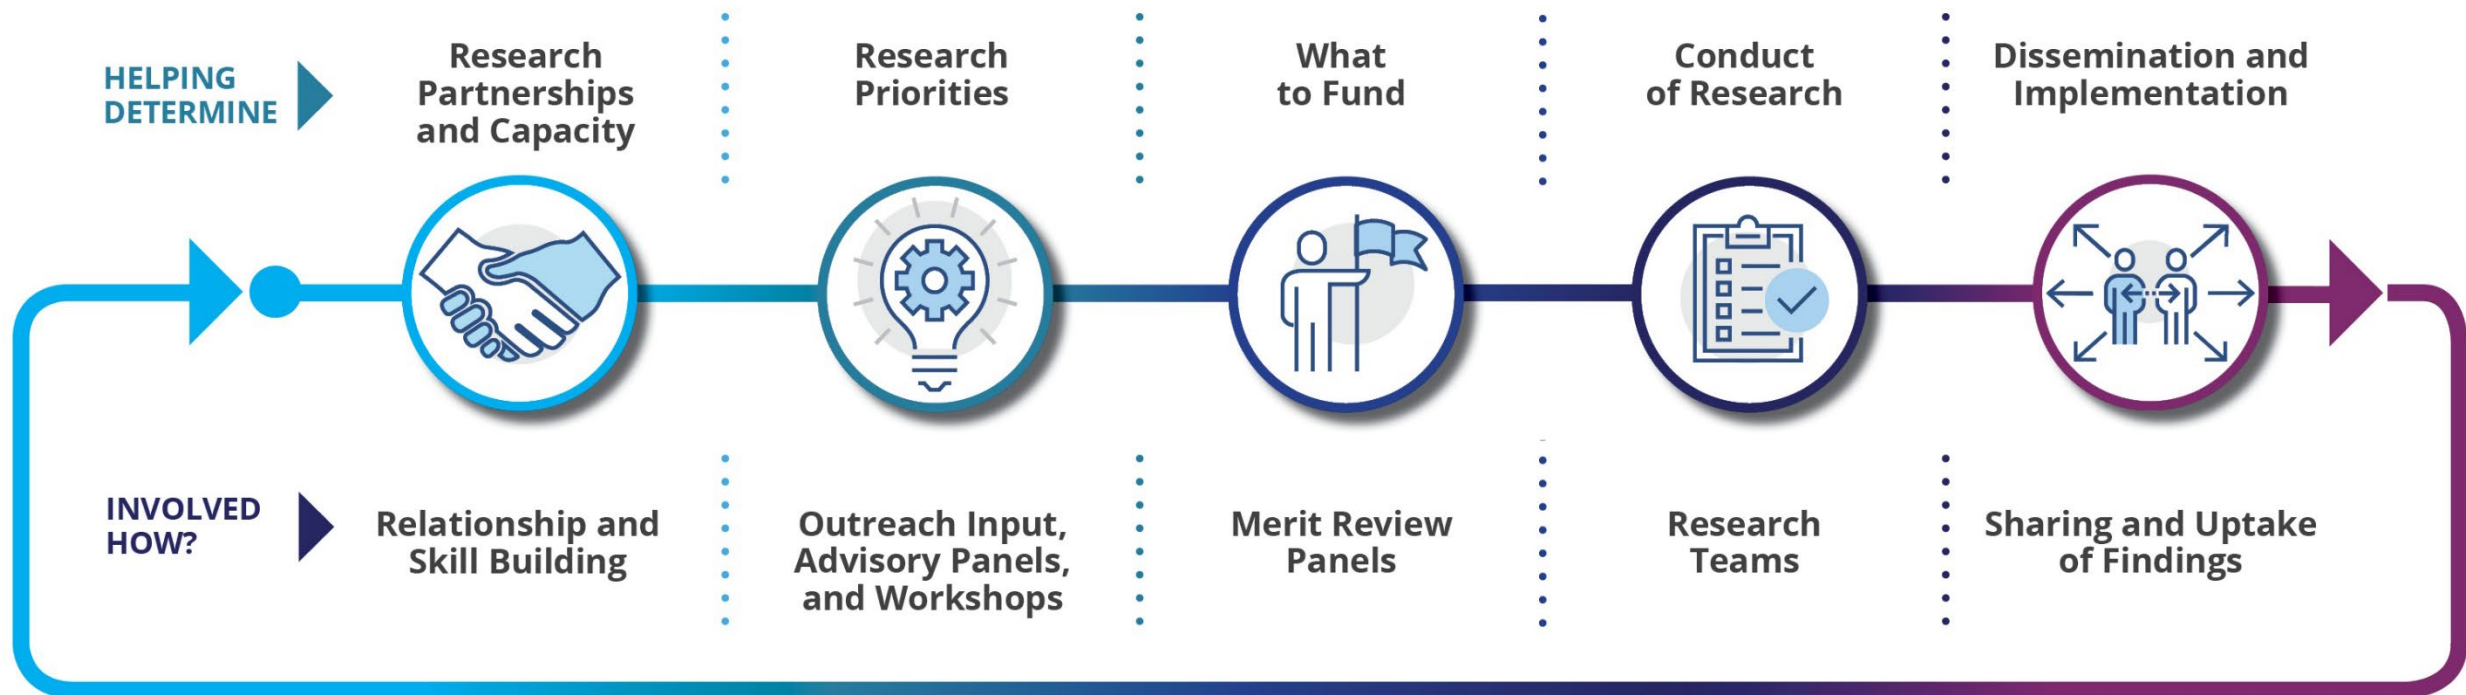 HELPING
DETERMINE
Research
Partnerships
and Capacity
Research
Priorities
What
to Fund
Conduct
of Research
Dissemination and
Implementation
INVOLVED
HOW?
Relationship and
Skill Building
Outreach Input,
Advisory Panels,
and Workshops
Merit Review
Panels
Research
Teams
Sharing and Uptake
of Findings